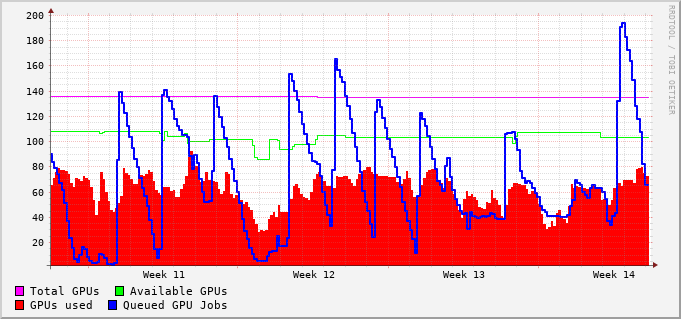 200
180
160
140
120
100
80
60
40
20
Week 11 Week 12 Week 13 Week 14
Total GPUs Available GPUs
GPUs used Queued GPU Jobs
RRDTOOL / TOBI OETIKER